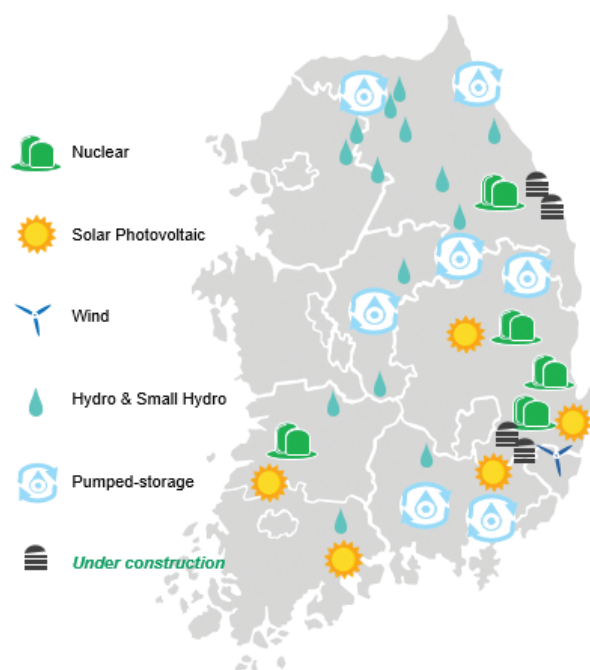 Nuclear
Solar Photovoltaic
Wind
Hydro & Small Hydro
Pumped-storage
Under construction